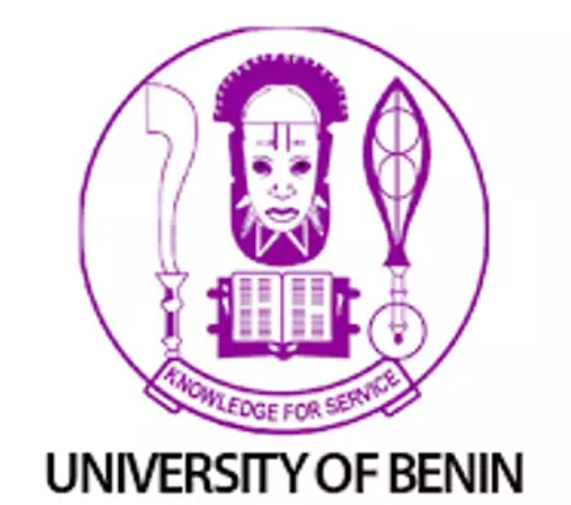 KNOWLEDGE FOR SERVICE
UNIVERSITY OF BENIN